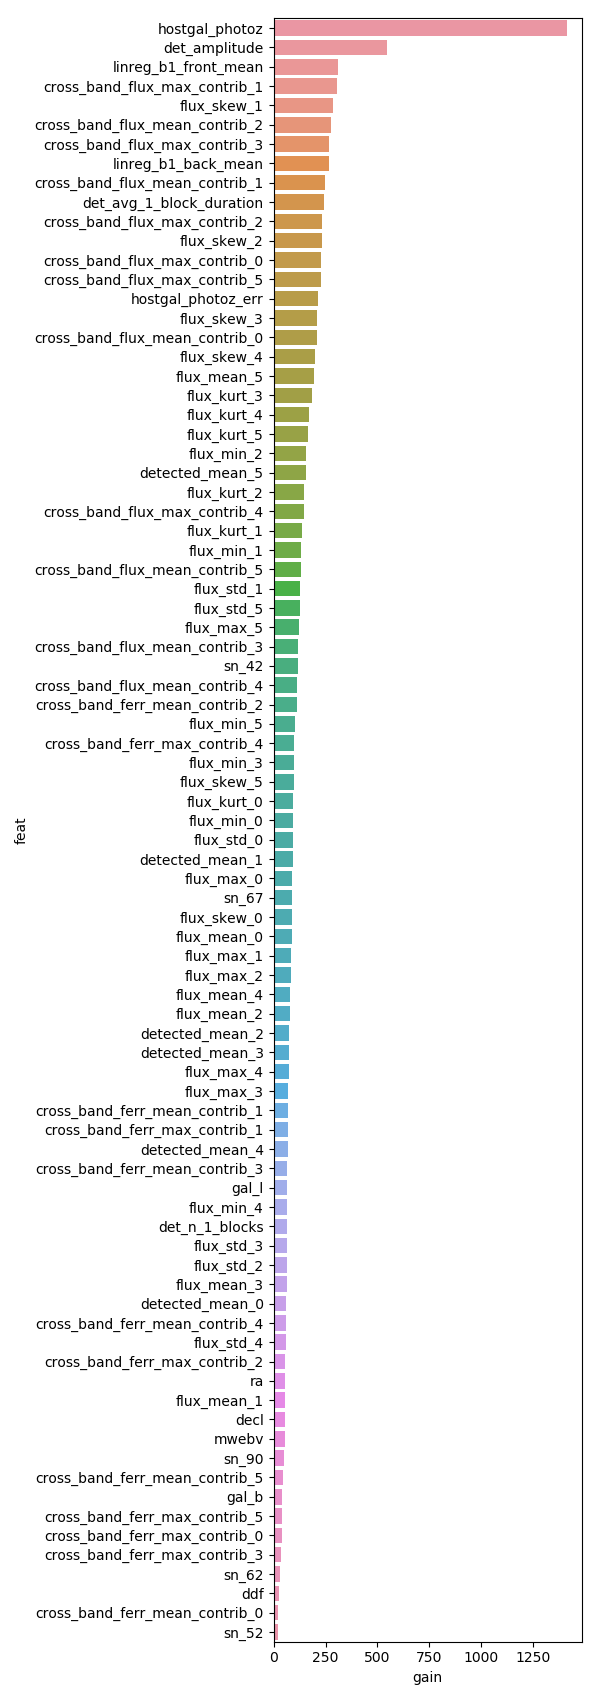 hostgal_photoz
det_amplitude
linreg_b1_front_mean
cross_band_flux_max_contrib_1
flux_skew_1
cross_band_flux_mean_contrib_2
cross_band_flux_max_contrib_3
linreg_b1_back_mean
cross_band_flux_mean_contrib_1
det_avg_1_block_duration
cross_band_flux_max_contrib_2
flux_skew_2
cross_band_flux_max_contrib_0
cross_band_flux_max_contrib_5
hostgal_photoz_err
flux_skew_3
cross_band_flux_mean_contrib_0
flux_skew_4
flux_mean_5
flux_kurt_3
flux_kurt_4
flux_kurt_5
flux_min_2
detected_mean_5
flux_kurt_2
cross_band_flux_max_contrib_4
flux_kurt_1
flux_min_1
cross_band_flux_mean_contrib_5
flux_std_1
flux_std_5
flux_max_5
cross_band_flux_mean_contrib_3
sn_42
cross_band_flux_mean_contrib_4
cross_band_ferr_mean_contrib_2
flux_min_5
cross_band_ferr_max_contrib_4
flux_min_3
flux_skew_5
flux_kurt_0
flux_min_0
flux_std_0
detected_mean_1
flux_max_0
sn_67
flux_skew_0
flux_mean_0
flux_max_1
flux_max_2
flux_mean_4
flux_mean_2
detected_mean_2
detected_mean_3
flux_max_4
flux_max_3
cross_band_ferr_mean_contrib_1
cross_band_ferr_max_contrib_1
detected_mean_4
cross_band_ferr_mean_contrib_3
gal_l
flux_min_4
det_n_1_blocks
flux_std_3
flux_std_2
flux_mean_3
detected_mean_0
cross_band_ferr_mean_contrib_4
flux_std_4
cross_band_ferr_max_contrib_2
ra
flux_mean_1
decl
mwebv
sn_90
cross_band_ferr_mean_contrib_5
gal_b
cross_band_ferr_max_contrib_5
cross_band_ferr_max_contrib_0
cross_band_ferr_max_contrib_3
sn_62
ddf
cross_band_ferr_mean_contrib_0
sn_52
feat
0 250 500 750 1000 1250
gain